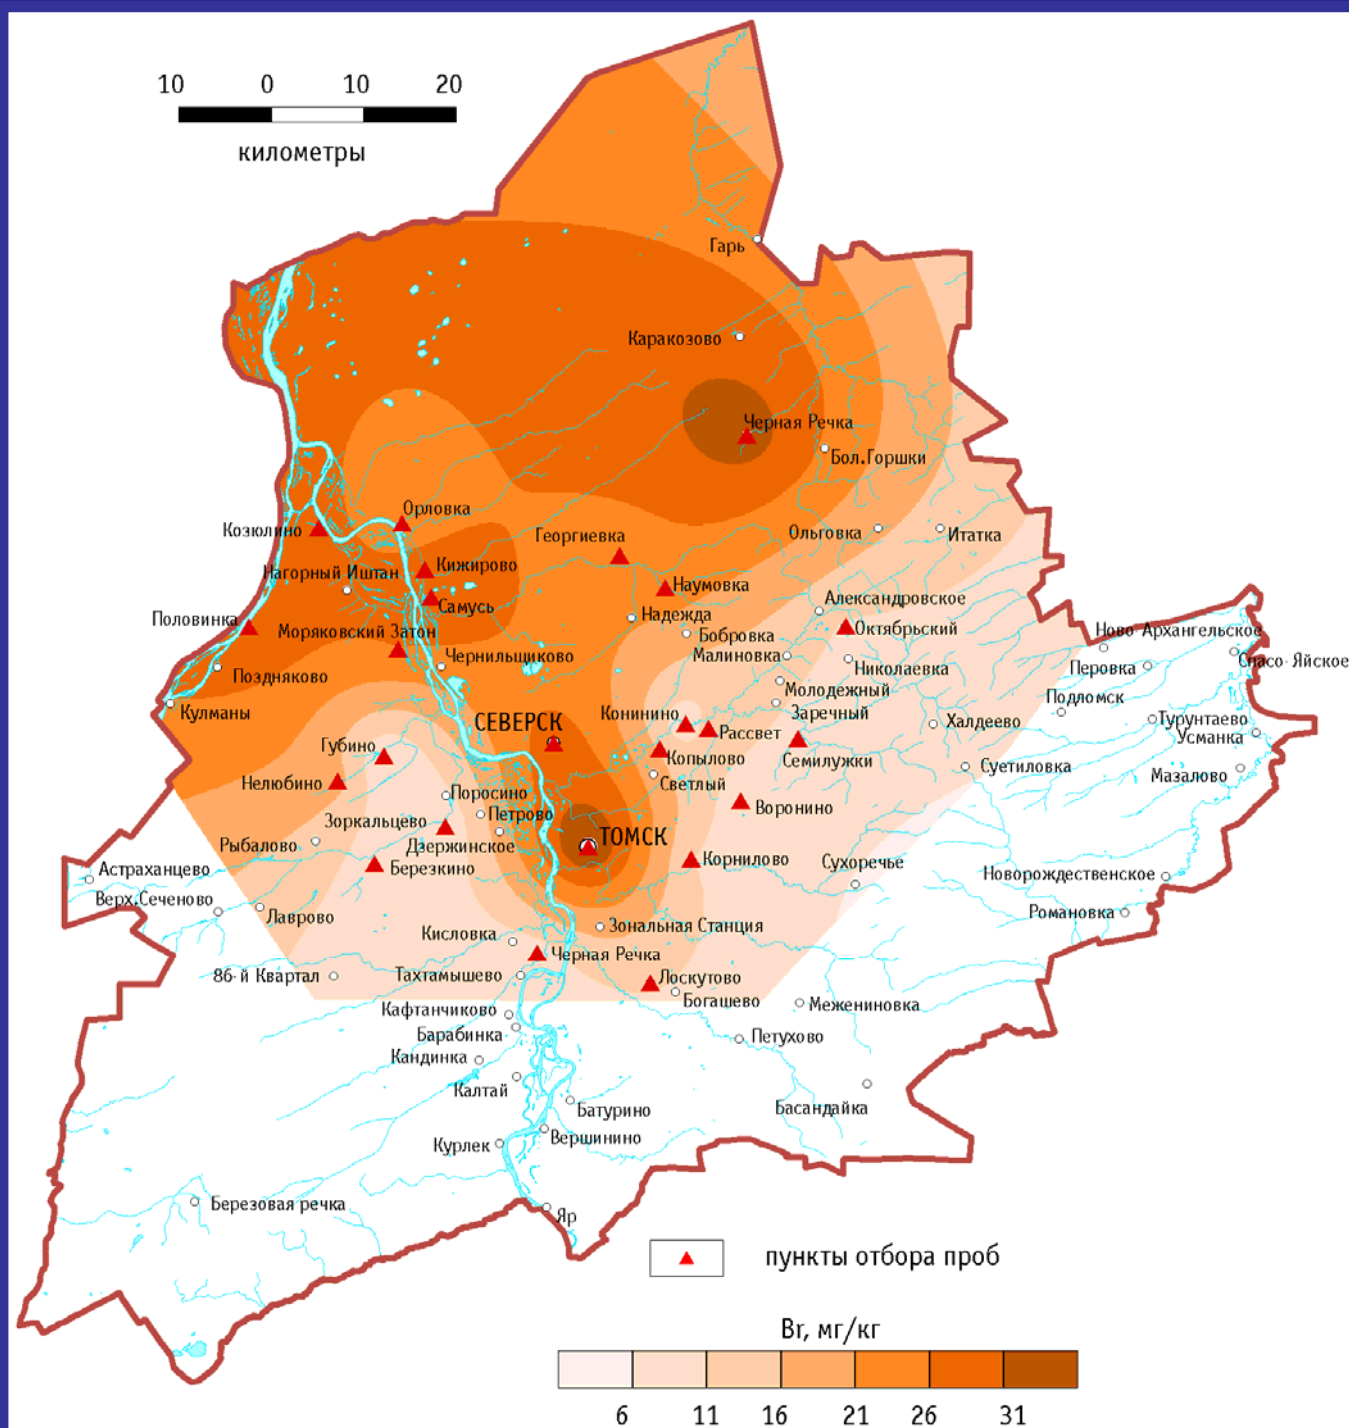 10 0 10 20
километры
Гарь
Каракозово
Черная Речка
Бол.Горшки
Орловка
Козюлино
Георгиевка
Ольговка
Итатка
Кижирово
Нагорный Иштан
Наумовка
Самусь
Александровское
Надежда
Половинка
Моряковский Затон
Бобровка
Октябрьский
Ново-Архангельское
Чернильщиково
Малиновка
Спасо-Яйское
Николаевка
Перовка
Поздняково
Молодежный
Подломск
Кулманы
Конинино
Заречный
СЕВЕРСК
Халдеево
Турунтаево
Рассвет
Усманка
Губино
Копылово
Семилужки
Суетиловка
Мазалово
Нелюбино
Светлый
Поросино
Воронино
Петрово
Зоркальцево
ТОМСК
Рыбалово
Дзержинское
Корнилово
Сухоречье
Астраханцево
Березкино
Новорождественское
Верх.Сеченово
Лаврово
Романовка
Зональная Станция
Кисловка
Черная Речка
86-й Квартал
Тахтамышево
Лоскутово
Богашево
Межениновка
Кафтанчиково
Барабинка
Петухово
Кандинка
Калтай
Батурино
Басандайка
Вершинино
Курлек
Березовая речка
Яр
пункты отбора проб
Br, мг/кг
6 11 16 21 26 31